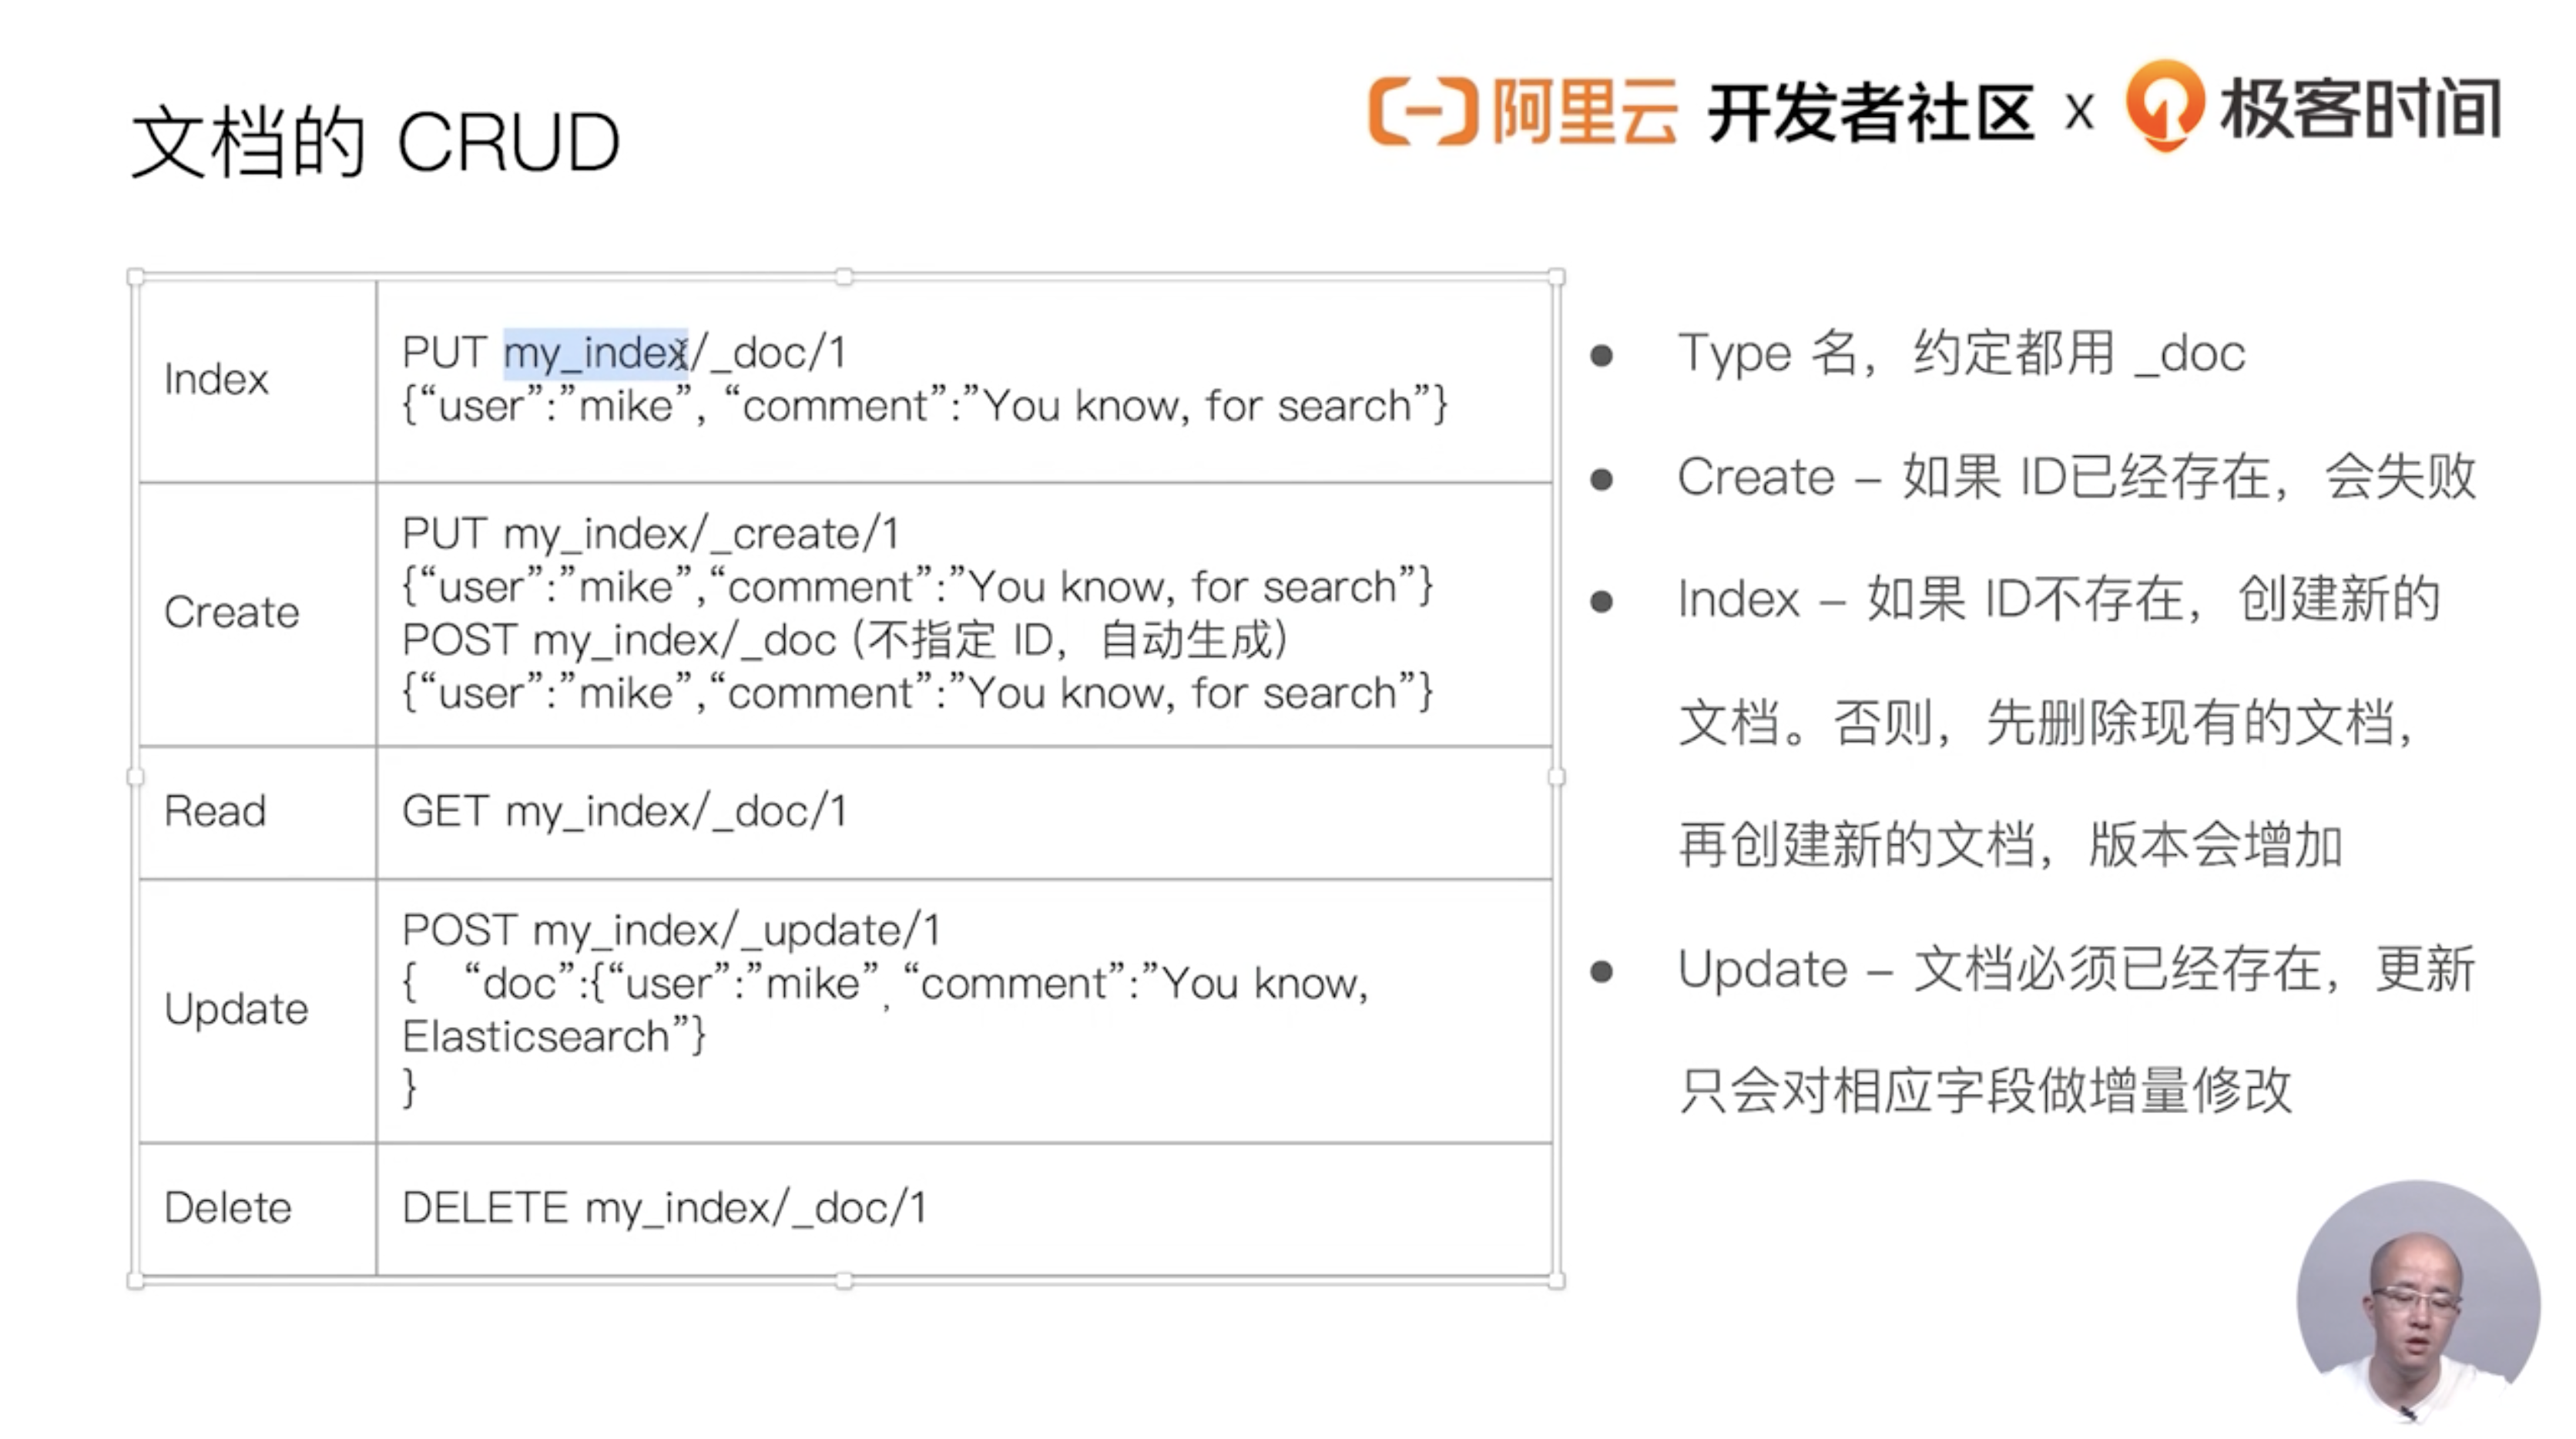 文档的 CRUD
阿里云 开发者社区 x 极客时间
Index
PUT my_index/_doc/1
{“user”:”mike”, “comment”:”You know, for search”}
Create
PUT my_index/_create/1
{“user”:”mike”,“comment”:”You know, for search”}
POST my_index/_doc (不指定 ID，自动生成)
{“user”:”mike”,“comment”:”You know, for search”}
Read
GET my_index/_doc/1
Update
POST my_index/_update/1
{ “doc”:{“user”:”mike”, “comment”:”You know,
Elasticsearch”}
}
Delete
DELETE my_index/_doc/1
● Type 名，约定都用 _doc
● Create – 如果 ID已经存在，会失败
● Index – 如果 ID不存在，创建新的
文档。否则，先删除现有的文档，
再创建新的文档，版本会增加
● Update – 文档必须已经存在，更新
只会对相应字段做增量修改